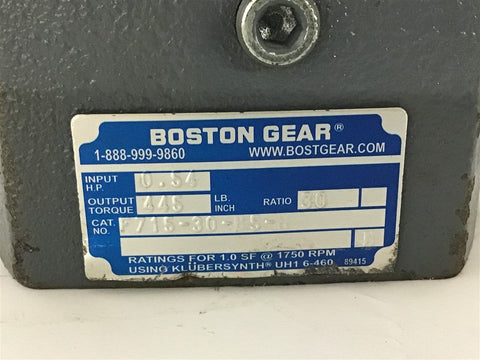 BOSTON GEAR®
1-888-999-9860 WWW.BOSTGEAR.COM
INPUT H.P. 0.54
OUTPUT TORQUE 445 LB. INCH RATIO 30
CAT. NO.
RATINGS FOR 1.0 SF @ 1750 RPM
USING KLÜBERSYNTH® UH1 6-460 89415